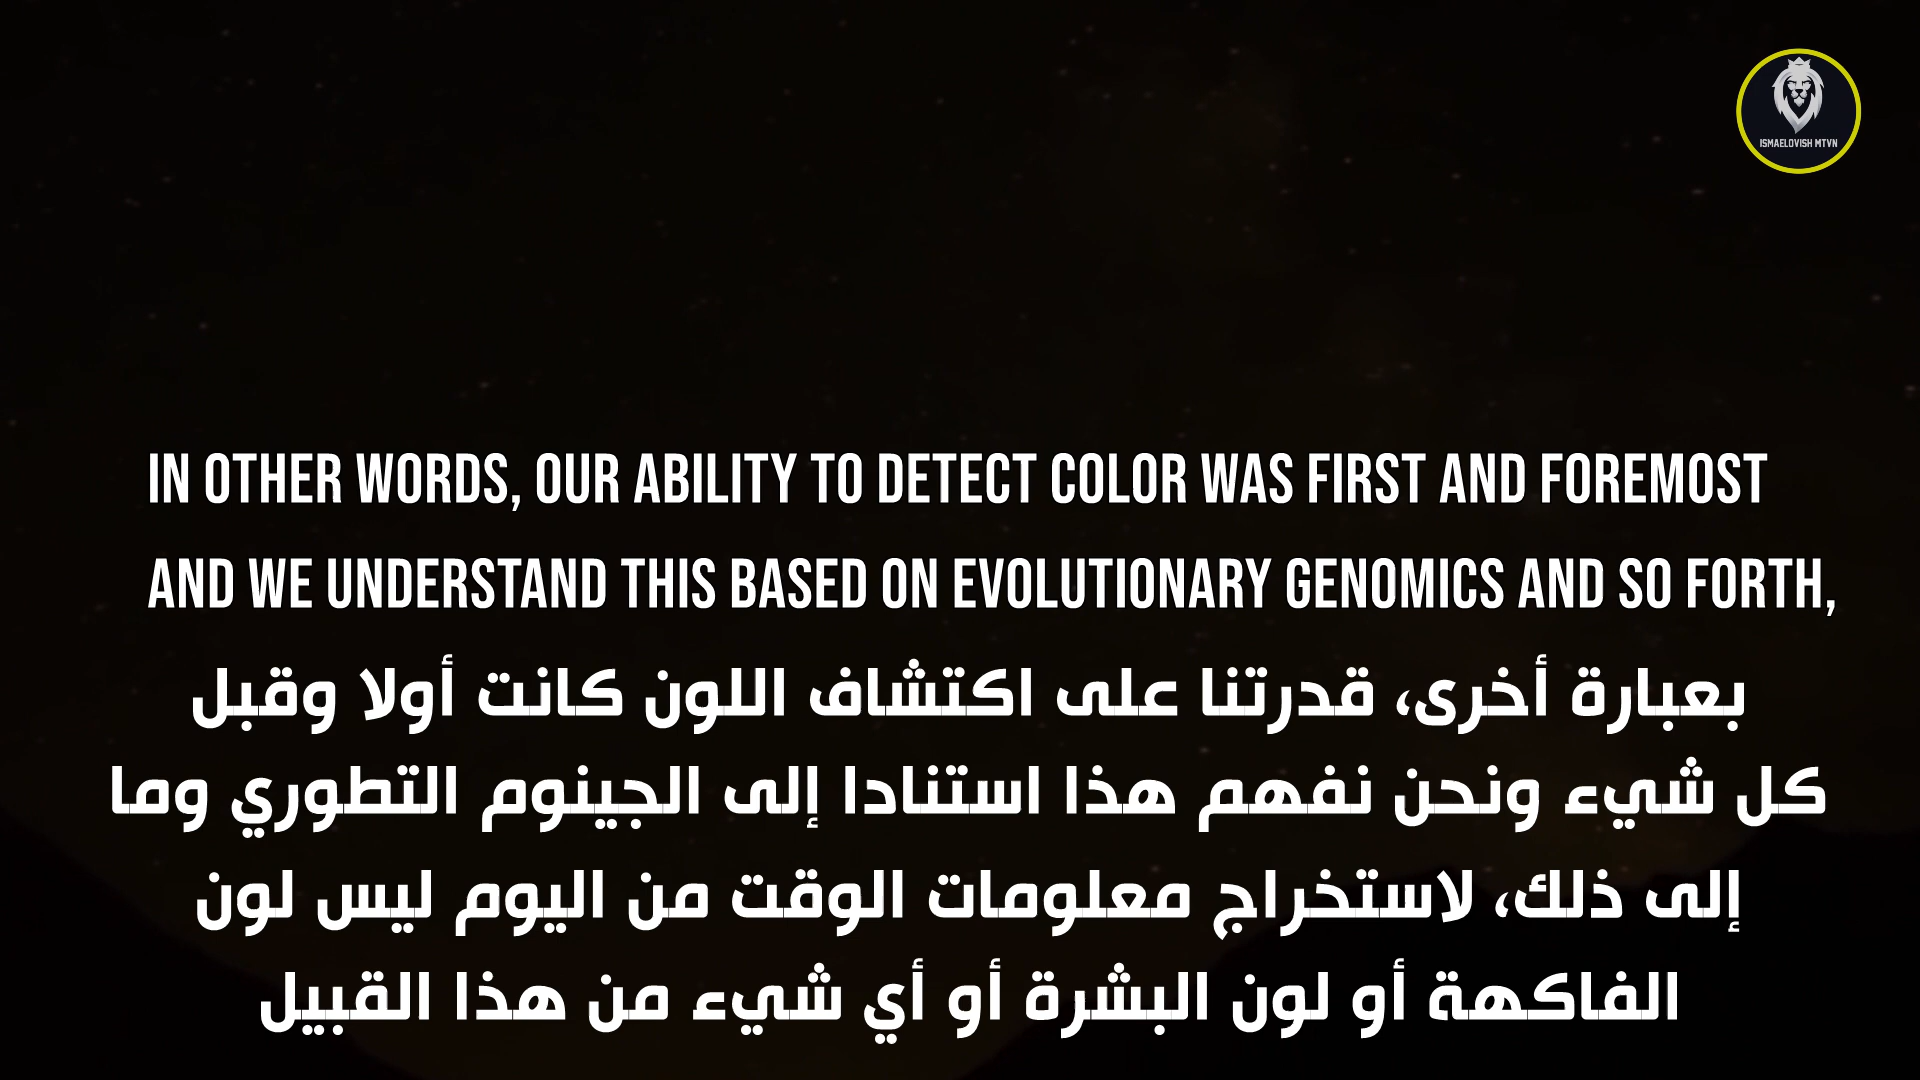 ISMAELOVISH MTVN
IN OTHER WORDS, OUR ABILITY TO DETECT COLOR WAS FIRST AND FOREMOST
AND WE UNDERSTAND THIS BASED ON EVOLUTIONARY GENOMICS AND SO FORTH,
بعبارة أخرى، قدرتنا على اكتشاف اللون كانت أولا وقبل
كل شيء ونحن نفهم هذا استنادا إلى الجينوم التطوري وما
إلى ذلك، لاستخراج معلومات الوقت من اليوم ليس لون
الفاكهة أو لون البشرة أو أي شيء من هذا القبيل